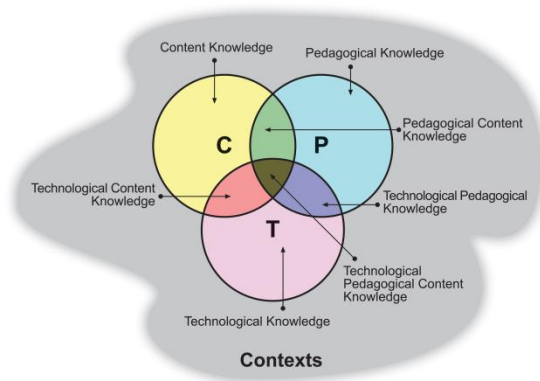 Content Knowledge
Pedagogical Knowledge
C
P
Pedagogical Content
Knowledge
Technological Content
Knowledge
Technological Pedagogical
Knowledge
T
Technological
Pedagogical Content
Knowledge
Technological Knowledge
Contexts